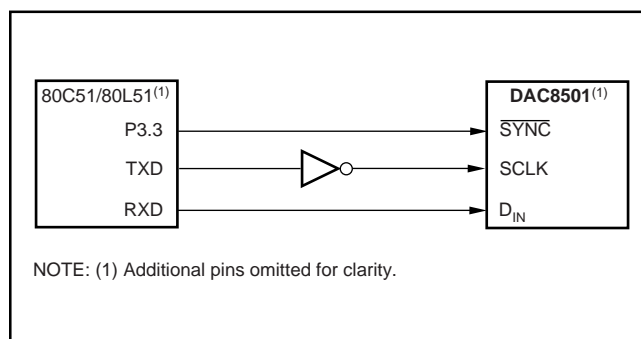 80C51/80L51(1) DAC8501(1)
P3.3 SYNC
TXD SCLK
RXD DIN
NOTE: (1) Additional pins omitted for clarity.